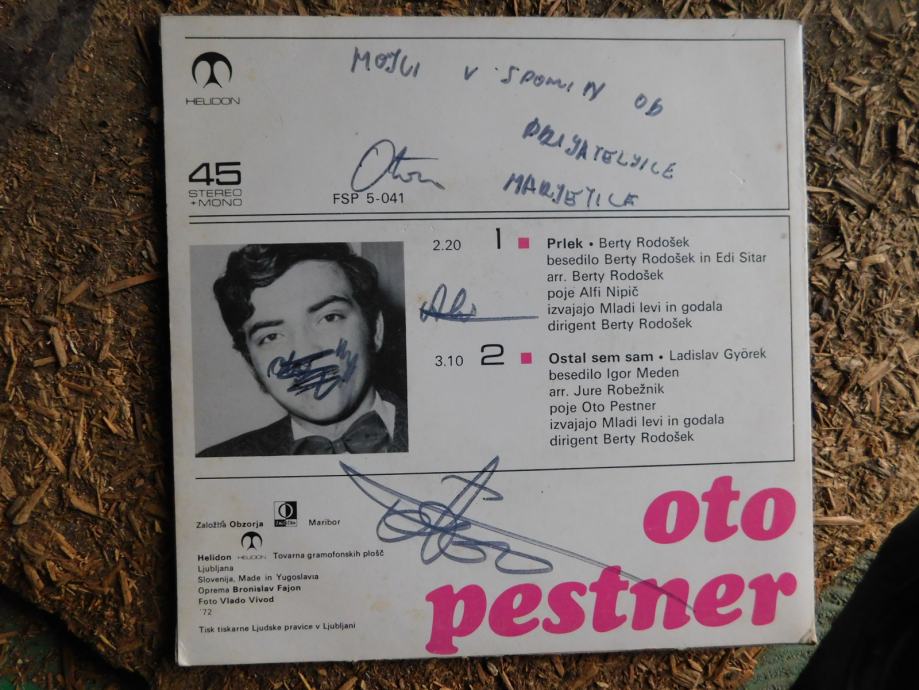 HELIDON
MOJCI V SPOMIN OD
PRIJATELJICE
MARJETICE
45
STEREO
+MONO
Oto
FSP 5-041
2.20 1 Prlek • Berty Rodošek
besedilo Berty Rodošek in Edi Sitar
arr. Berty Rodošek
poje Alfi Nipič
izvajajo Mladi levi in godala
dirigent Berty Rodošek
3.10 2 Ostal sem sam • Ladislav Györek
besedilo Igor Meden
arr. Jure Robežnik
poje Oto Pestner
izvajajo Mladi levi in godala
dirigent Berty Rodošek
oto
pestner
Založba Obzorja Maribor
Helidon HELIDON Tovarna gramofonskih plošč
Ljubljana
Slovenija, Made in Yugoslavia
Oprema Bronislav Fajon
Foto Vlado Vivod
'72
Tisk tiskarne Ljudske pravice v Ljubljani